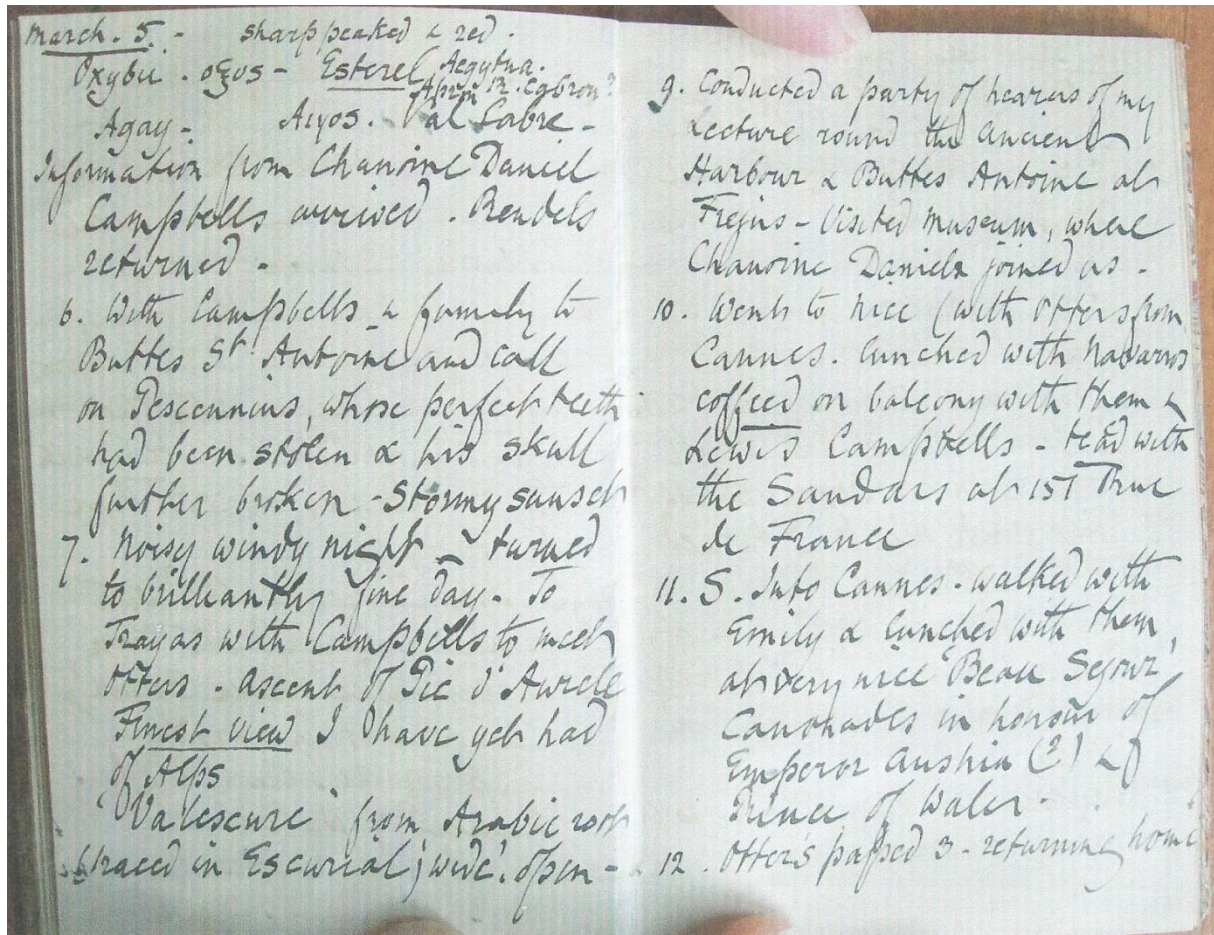 March. 5. - sharp peaked & red.
Oxybii . oξος - Esterel Aegytna.
Agay - Αιγος. Val Sabre -
Information from Chanoine Daniel
Campbells arrived. Rendels
returned -
6. With Campbells & family to
Buttes St Antoine and call
on Pescennius, whose perfect teeth
had been stolen & his skull
further broken - Stormy sunset
7. Noisy windy night - turned
to brilliantly fine day - To
Trayas with Campbells to meet
Otters - ascent of Pic d'Aurele
Finest view I have yet had
of Alps
'Valescure' from Arabic root
traced in Escurial; 'wide', open -
9. Conducted a party of hearers of my
Lecture round the ancient
Harbour & Buttes Antoine at
Frejus - Visited museum, where
Chanoine Daniels joined us -
10. Went to Nice (with Otters from
Cannes. lunched with Navarros
coffeed on balcony with them &
Lewis Campbells - tead with
the Sandars at 157 rue
de France
11. S. Into Cannes - walked with
Emily & lunched with them,
at very nice 'Beau Sejour'
Canonades in honour of
Emperor Austria (?) & of
Prince of Wales.
12. Otters passed 3 - returning home